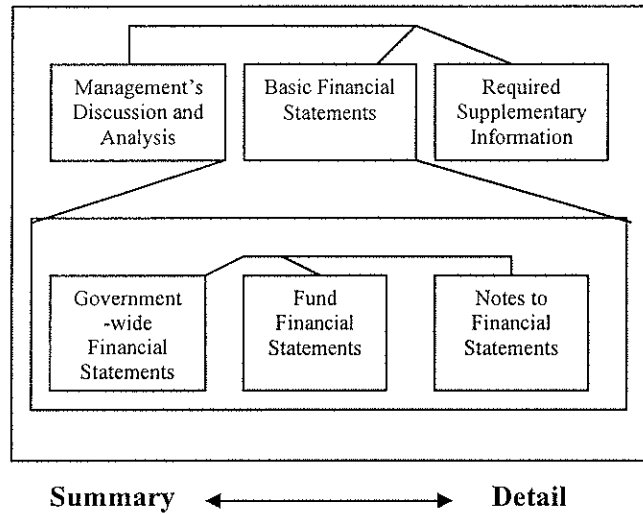 Management's
Discussion and
Analysis
Basic Financial
Statements
Required
Supplementary
Information
Government
-wide
Financial
Statements
Fund
Financial
Statements
Notes to
Financial
Statements
Summary
Detail